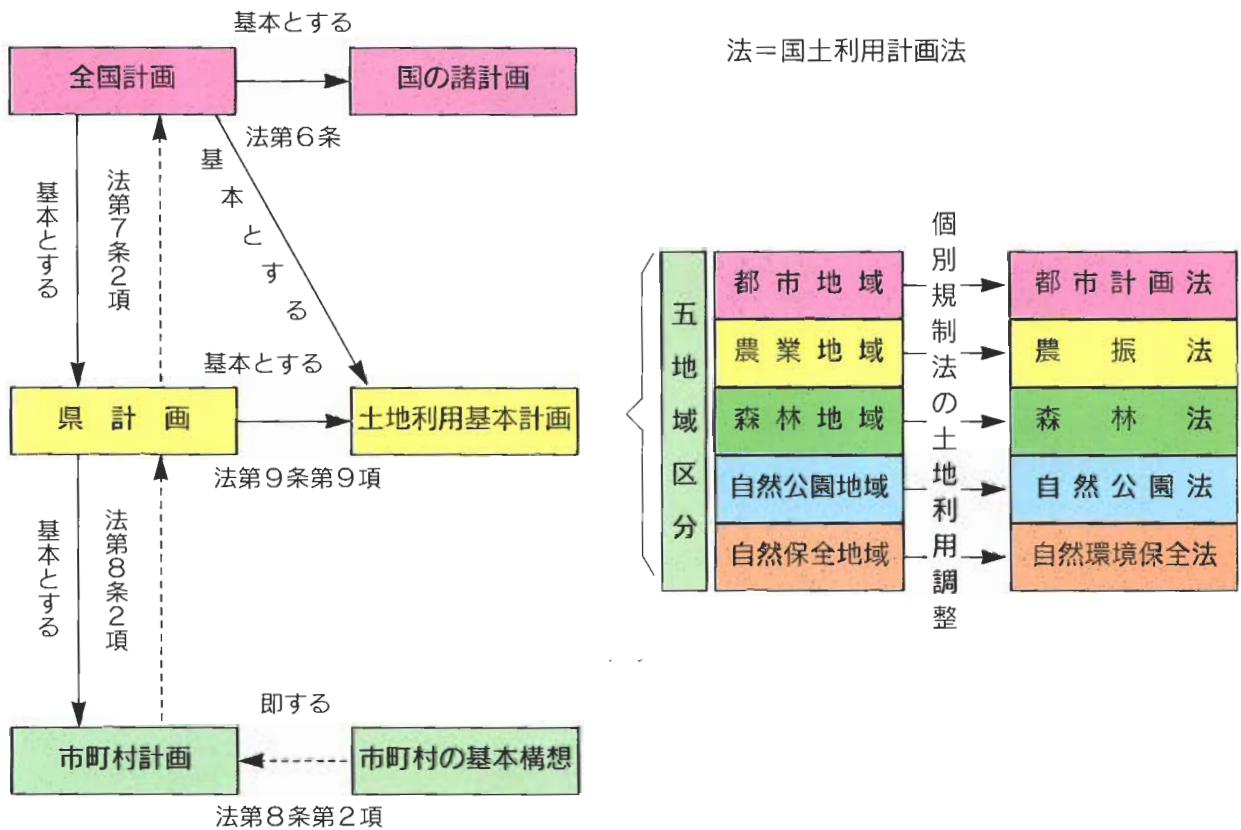 基本とする
法＝国土利用計画法
全国計画
国の諸計画
法第６条
基本とする
基本とする
法第７条２項
基本とする
県計画
土地利用基本計画
法第９条第９項
基本とする
法第８条２項
即する
市町村計画
市町村の基本構想
法第８条第２項
五地域区分
都市地域
農業地域
森林地域
自然公園地域
自然保全地域
個別規制法の土地利用調整
都市計画法
農振法
森林法
自然公園法
自然環境保全法